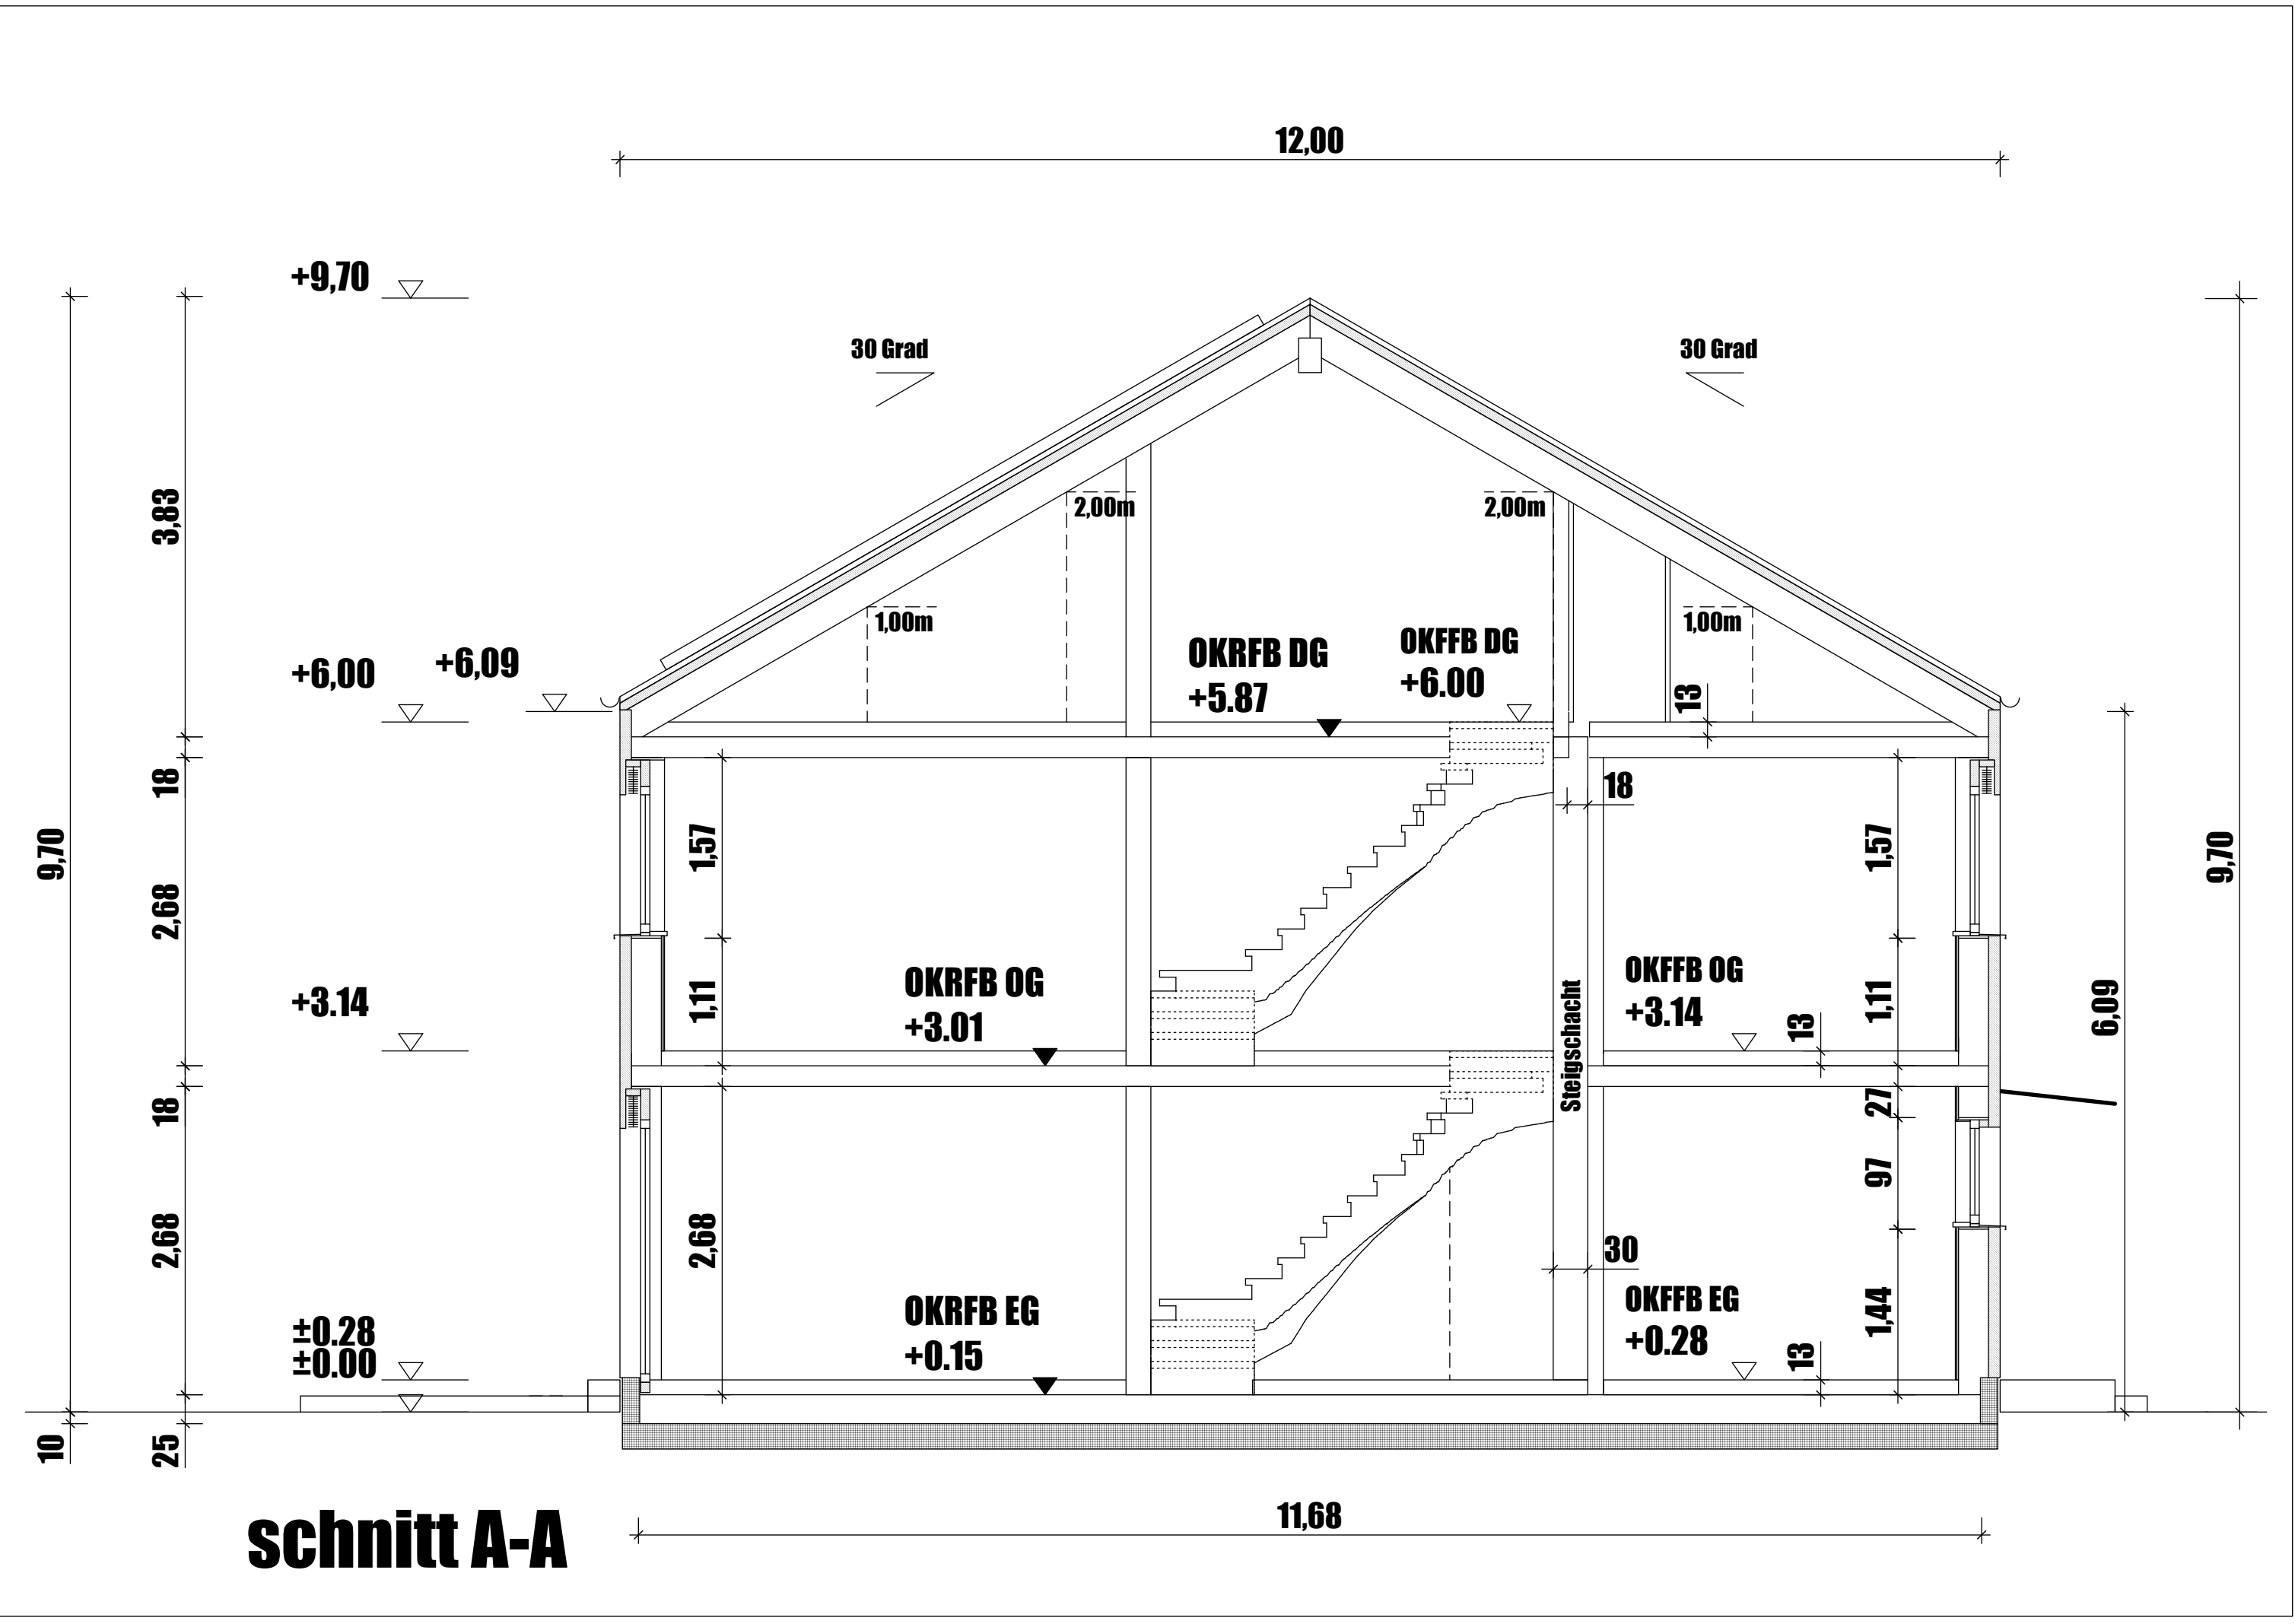 12,00
+9,70
30 Grad
30 Grad
3,83
2,00m
2,00m
1,00m
1,00m
+6,00
+6,09
OKRFB DG
+5.87
OKFFB DG
+6.00
13
18
18
9,70
1,57
1,57
9,70
2,68
+3.14
1,11
OKRFB OG
+3.01
Steigschacht
OKFFB OG
+3.14
13
1,11
6,09
18
27
97
2,68
2,68
30
±0.28
±0.00
OKRFB EG
+0.15
OKFFB EG
+0.28
13
1,44
10
25
schnitt A-A
11,68